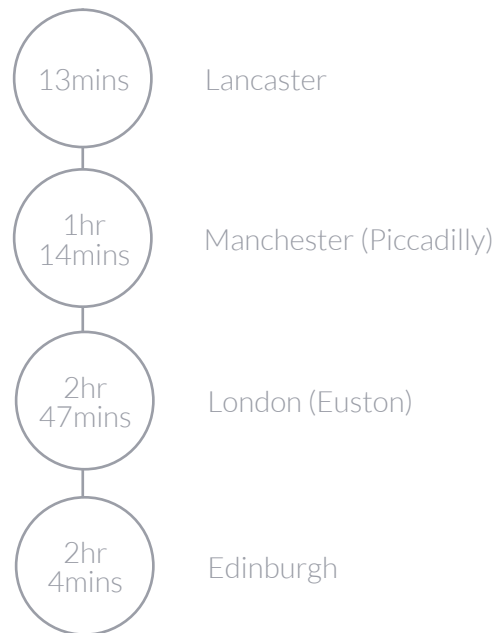 13mins
Lancaster
1hr
14mins
Manchester (Piccadilly)
2hr
47mins
London (Euston)
2hr
4mins
Edinburgh